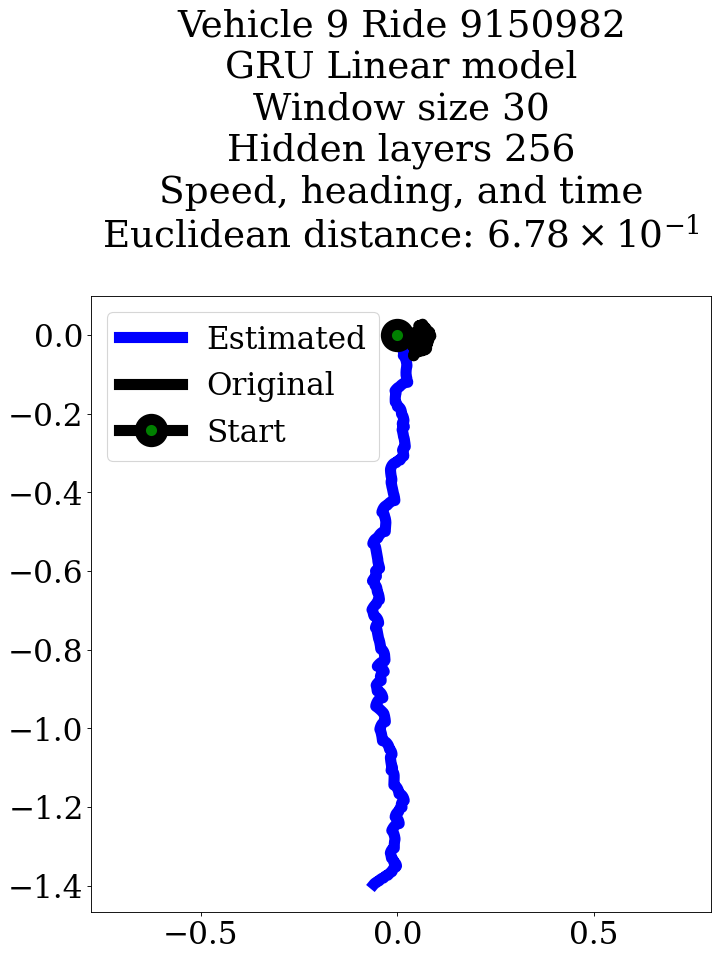 Vehicle 9 Ride 9150982
GRU Linear model
Window size 30
Hidden layers 256
Speed, heading, and time
Euclidean distance: 6.78 × 10⁻¹
Estimated
Original
Start
0.0
−0.2
−0.4
−0.6
−0.8
−1.0
−1.2
−1.4
−0.5 0.0 0.5